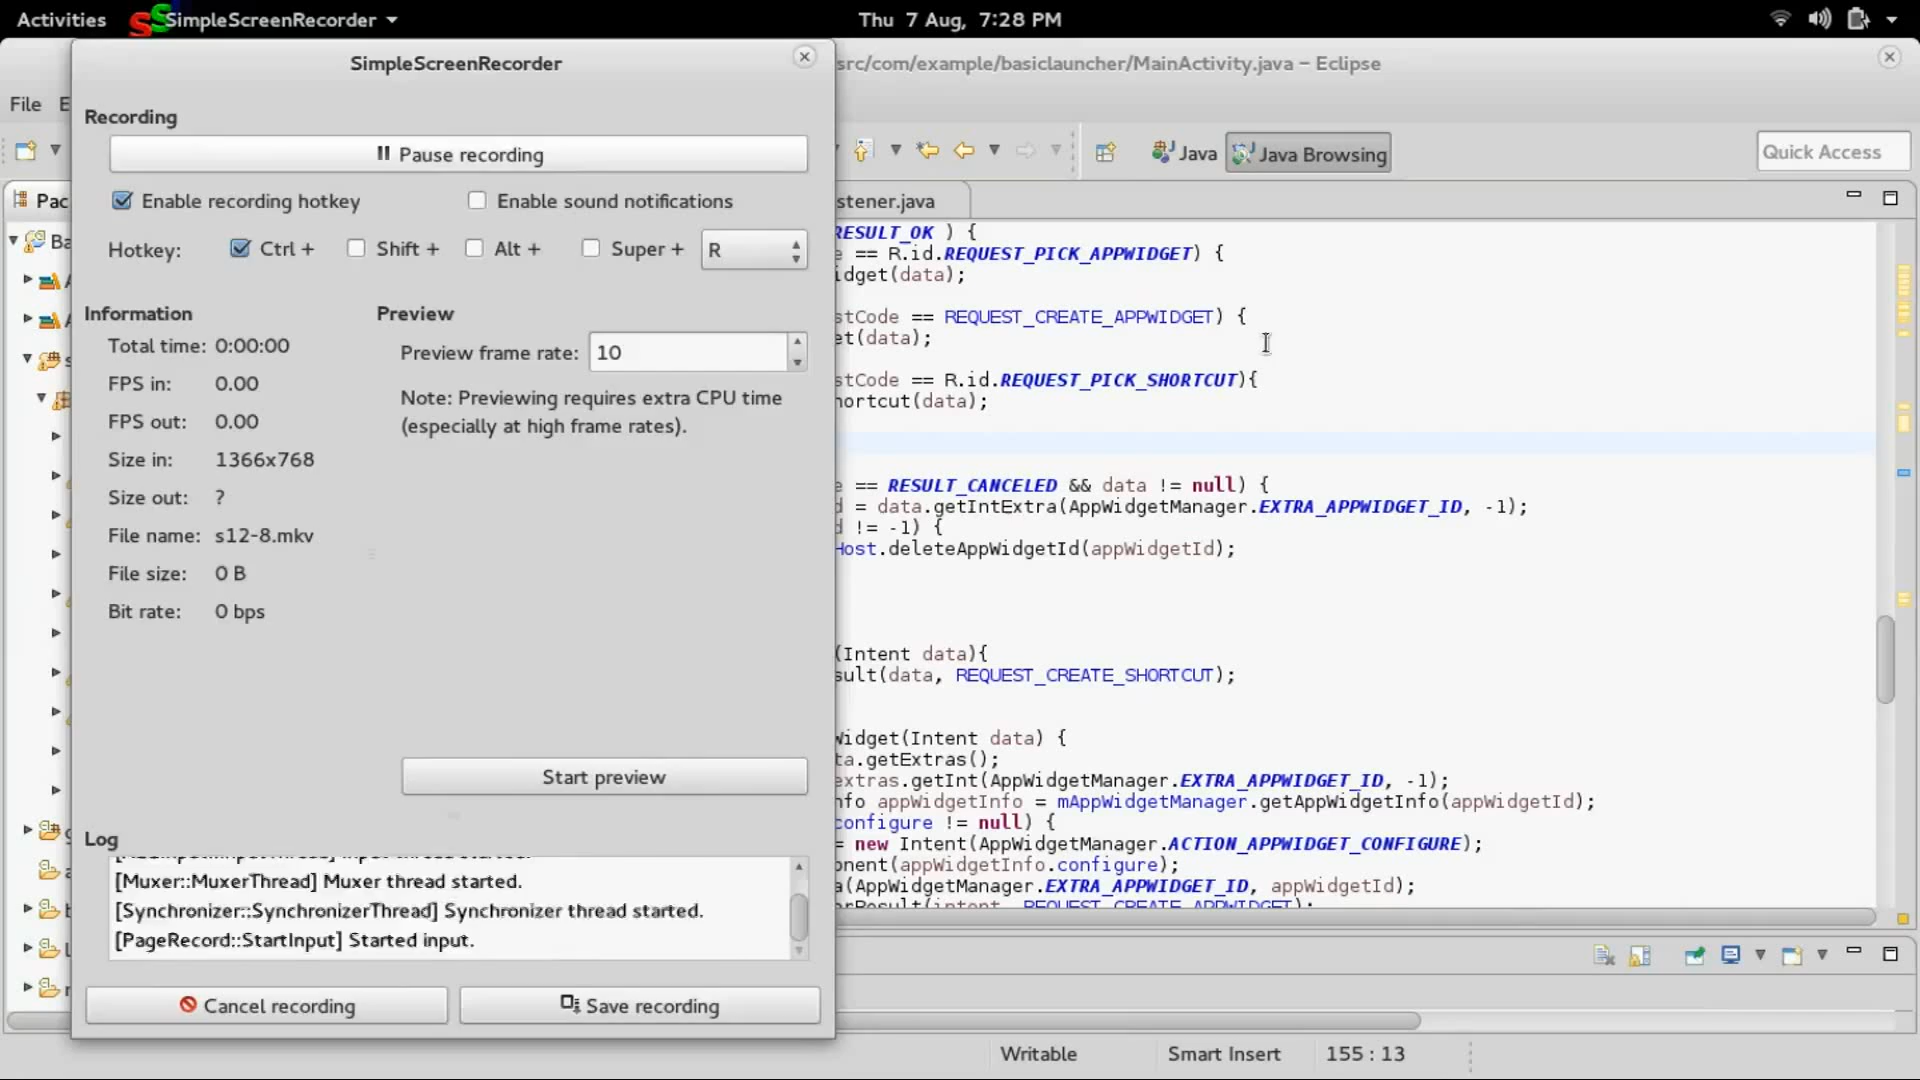 Activities SimpleScreenRecorder Thu 7 Aug, 7:28 PM
SimpleScreenRecorder
src/com/example/basiclauncher/MainActivity.java – Eclipse
File E
Recording
Pause recording
Java Java Browsing Quick Access
Enable recording hotkey Enable sound notifications
Hotkey: Ctrl + Shift + Alt + Super + R
Pac
stener.java
Ba
RESULT_OK ) {
e == R.id.REQUEST_PICK_APPWIDGET) {
idget(data);
stCode == REQUEST_CREATE_APPWIDGET) {
et(data);
stCode == R.id.REQUEST_PICK_SHORTCUT){
ortcut(data);
e == RESULT_CANCELED && data != null) {
d = data.getIntExtra(AppWidgetManager.EXTRA_APPWIDGET_ID, -1);
d != -1) {
Host.deleteAppWidgetId(appWidgetId);
(Intent data){
sult(data, REQUEST_CREATE_SHORTCUT);
Widget(Intent data) {
ta.getExtras();
extras.getInt(AppWidgetManager.EXTRA_APPWIDGET_ID, -1);
nfo appWidgetInfo = mAppWidgetManager.getAppWidgetInfo(appWidgetId);
configure != null) {
= new Intent(AppWidgetManager.ACTION_APPWIDGET_CONFIGURE);
onent(appWidgetInfo.configure);
a(AppWidgetManager.EXTRA_APPWIDGET_ID, appWidgetId);
orResult(intent, REQUEST_CREATE_APPWIDGET);
Information
Total time: 0:00:00
FPS in: 0.00
FPS out: 0.00
Size in: 1366x768
Size out: ?
File name: s12-8.mkv
File size: 0 B
Bit rate: 0 bps
Preview
Preview frame rate: 10
Note: Previewing requires extra CPU time
(especially at high frame rates).
Start preview
Log
[Muxer::MuxerThread] Muxer thread started.
[Synchronizer::SynchronizerThread] Synchronizer thread started.
[PageRecord::StartInput] Started input.
Cancel recording Save recording
Writable Smart Insert 155 : 13